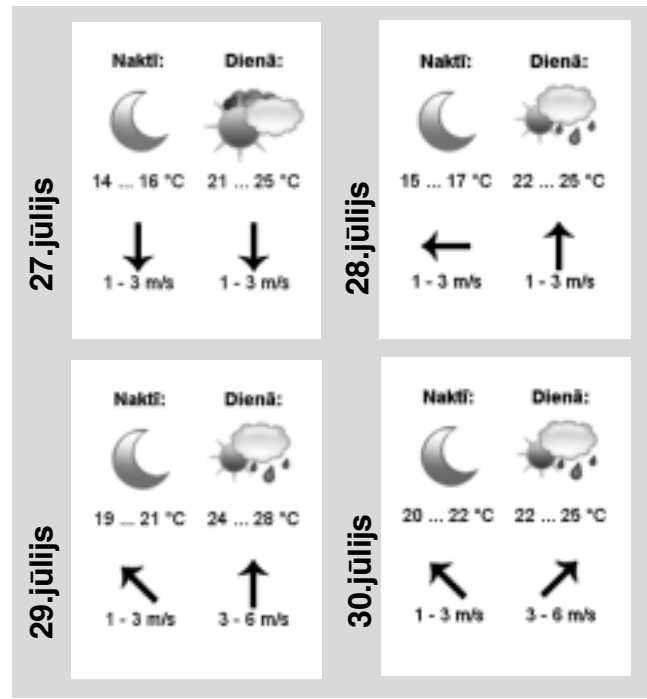 27.jūlijs
Naktī: Dienā:
14 ... 16 °C 21 ... 25 °C
1 - 3 m/s 1 - 3 m/s
28.jūlijs
Naktī: Dienā:
15 ... 17 °C 22 ... 25 °C
1 - 3 m/s 1 - 3 m/s
29.jūlijs
Naktī: Dienā:
19 ... 21 °C 24 ... 28 °C
1 - 3 m/s 3 - 6 m/s
30.jūlijs
Naktī: Dienā:
20 ... 22 °C 22 ... 25 °C
1 - 3 m/s 3 - 6 m/s